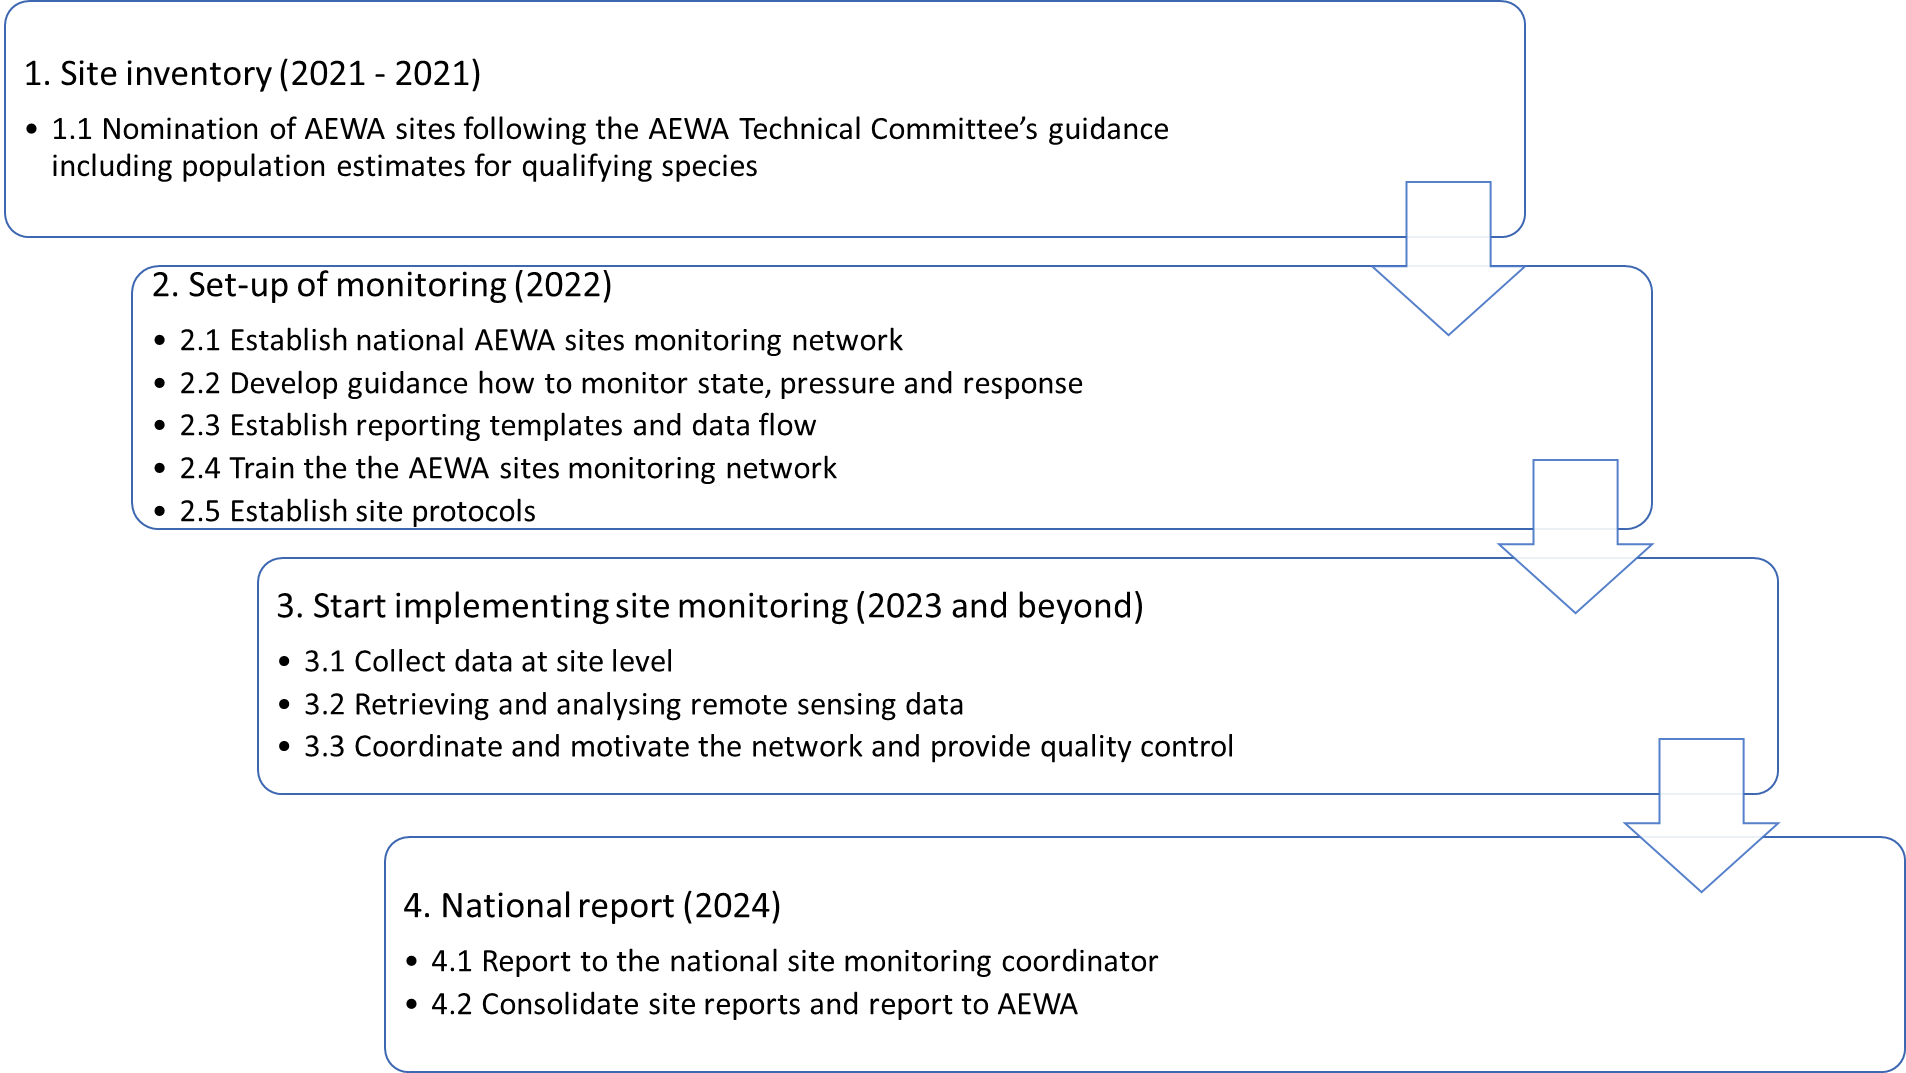 1. Site inventory (2021 - 2021)
• 1.1 Nomination of AEWA sites following the AEWA Technical Committee’s guidance
including population estimates for qualifying species
2. Set-up of monitoring (2022)
• 2.1 Establish national AEWA sites monitoring network
• 2.2 Develop guidance how to monitor state, pressure and response
• 2.3 Establish reporting templates and data flow
• 2.4 Train the the AEWA sites monitoring network
• 2.5 Establish site protocols
3. Start implementing site monitoring (2023 and beyond)
• 3.1 Collect data at site level
• 3.2 Retrieving and analysing remote sensing data
• 3.3 Coordinate and motivate the network and provide quality control
4. National report (2024)
• 4.1 Report to the national site monitoring coordinator
• 4.2 Consolidate site reports and report to AEWA